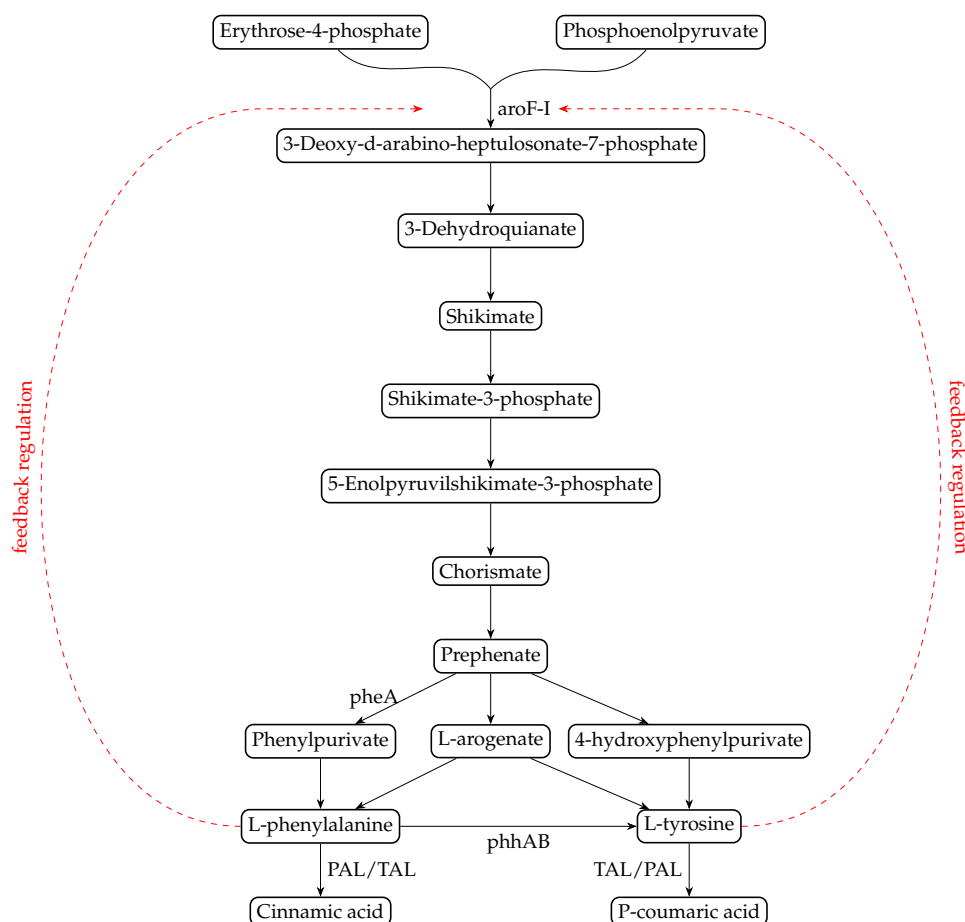 Erythrose-4-phosphate
Phosphoenolpyruvate
aroF-I
3-Deoxy-d-arabino-heptulosonate-7-phosphate
3-Dehydroquianate
Shikimate
Shikimate-3-phosphate
feedback regulation
feedback regulation
5-Enolpyruvilshikimate-3-phosphate
Chorismate
Prephenate
pheA
Phenylpurivate
L-arogenate
4-hydroxyphenylpurivate
L-phenylalanine
phhAB
L-tyrosine
PAL/TAL
TAL/PAL
Cinnamic acid
P-coumaric acid